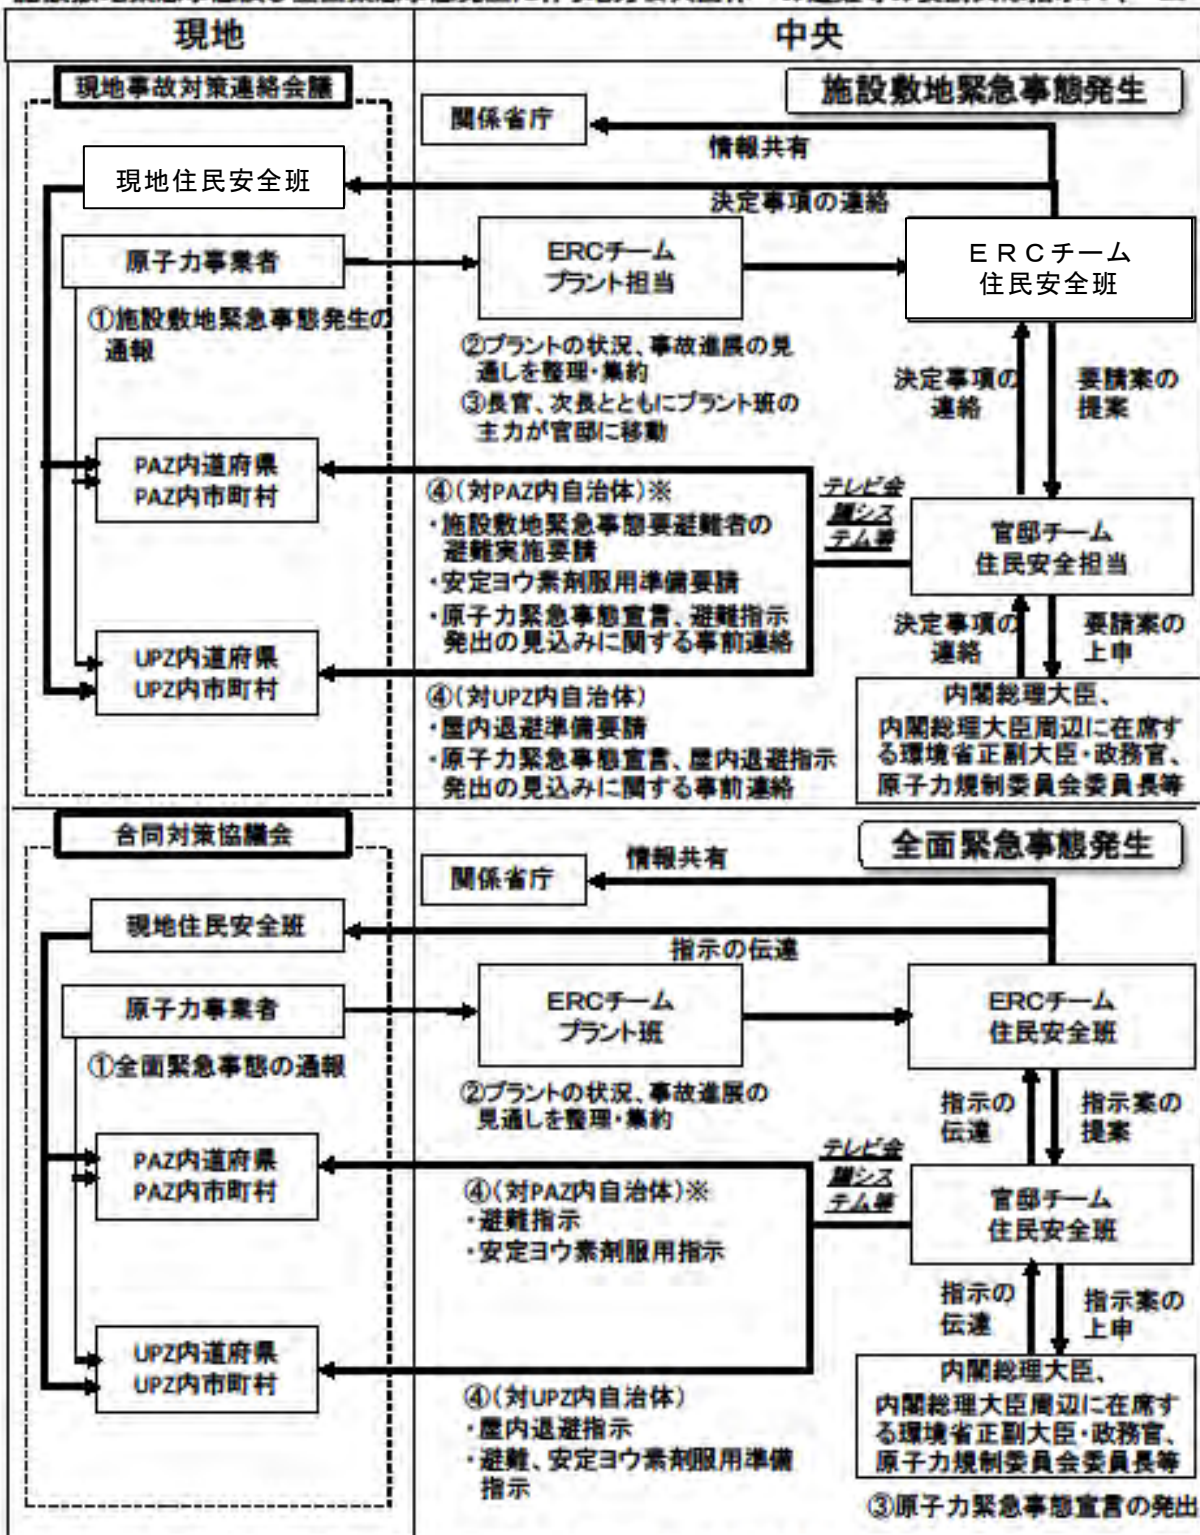 現地
中央
現地事故対策連絡会議
施設敷地緊急事態発生
関係省庁
情報共有
現地住民安全班
決定事項の連絡
原子力事業者
ERCチーム
プラント担当
ERCチーム
住民安全班
①施設敷地緊急事態発生の
通報
②プラントの状況、事故進展の見
通しを整理・集約
③長官、次長とともにプラント班の
主力が官邸に移動
決定事項の
連絡
要請案の
提案
PAZ内道府県
PAZ内市町村
④(対PAZ内自治体)※
・施設敷地緊急事態要避難者の
避難実施要請
・安定ヨウ素剤服用準備要請
・原子力緊急事態宣言、避難指示
発出の見込みに関する事前連絡
テレビ会
議シス
テム等
官邸チーム
住民安全担当
決定事項の
連絡
要請案の
上申
UPZ内道府県
UPZ内市町村
④(対UPZ内自治体)
・屋内退避準備要請
・原子力緊急事態宣言、屋内退避指示
発出の見込みに関する事前連絡
内閣総理大臣、
内閣総理大臣周辺に在席す
る環境省正副大臣・政務官、
原子力規制委員会委員長等
合同対策協議会
全面緊急事態発生
関係省庁
情報共有
現地住民安全班
指示の伝達
原子力事業者
ERCチーム
プラント班
ERCチーム
住民安全班
①全面緊急事態の通報
②プラントの状況、事故進展の
見通しを整理・集約
指示の
伝達
指示案の
提案
PAZ内道府県
PAZ内市町村
④(対PAZ内自治体)※
・避難指示
・安定ヨウ素剤服用指示
テレビ会
議シス
テム等
官邸チーム
住民安全班
指示の
伝達
指示案の
上申
UPZ内道府県
UPZ内市町村
④(対UPZ内自治体)
・屋内退避指示
・避難、安定ヨウ素剤服用準備
指示
内閣総理大臣、
内閣総理大臣周辺に在席す
る環境省正副大臣・政務官、
原子力規制委員会委員長等
③原子力緊急事態宣言の発出